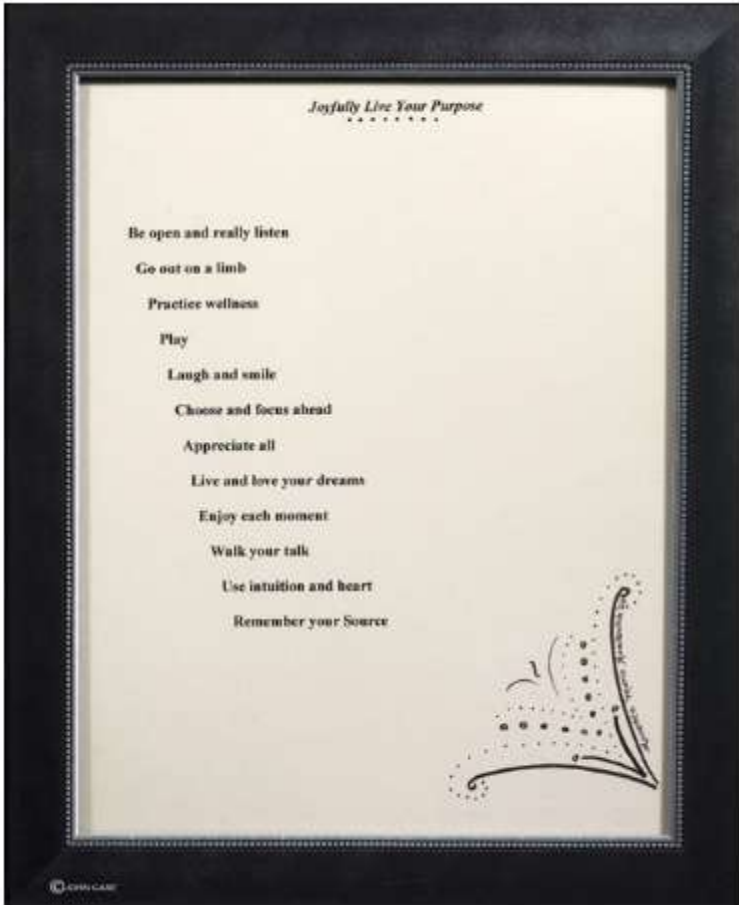 Joyfully Live Your Purpose
Be open and really listen
Go out on a limb
Practice wellness
Play
Laugh and smile
Choose and focus ahead
Appreciate all
Live and love your dreams
Enjoy each moment
Walk your talk
Use intuition and heart
Remember your Source
© JOHN CASE